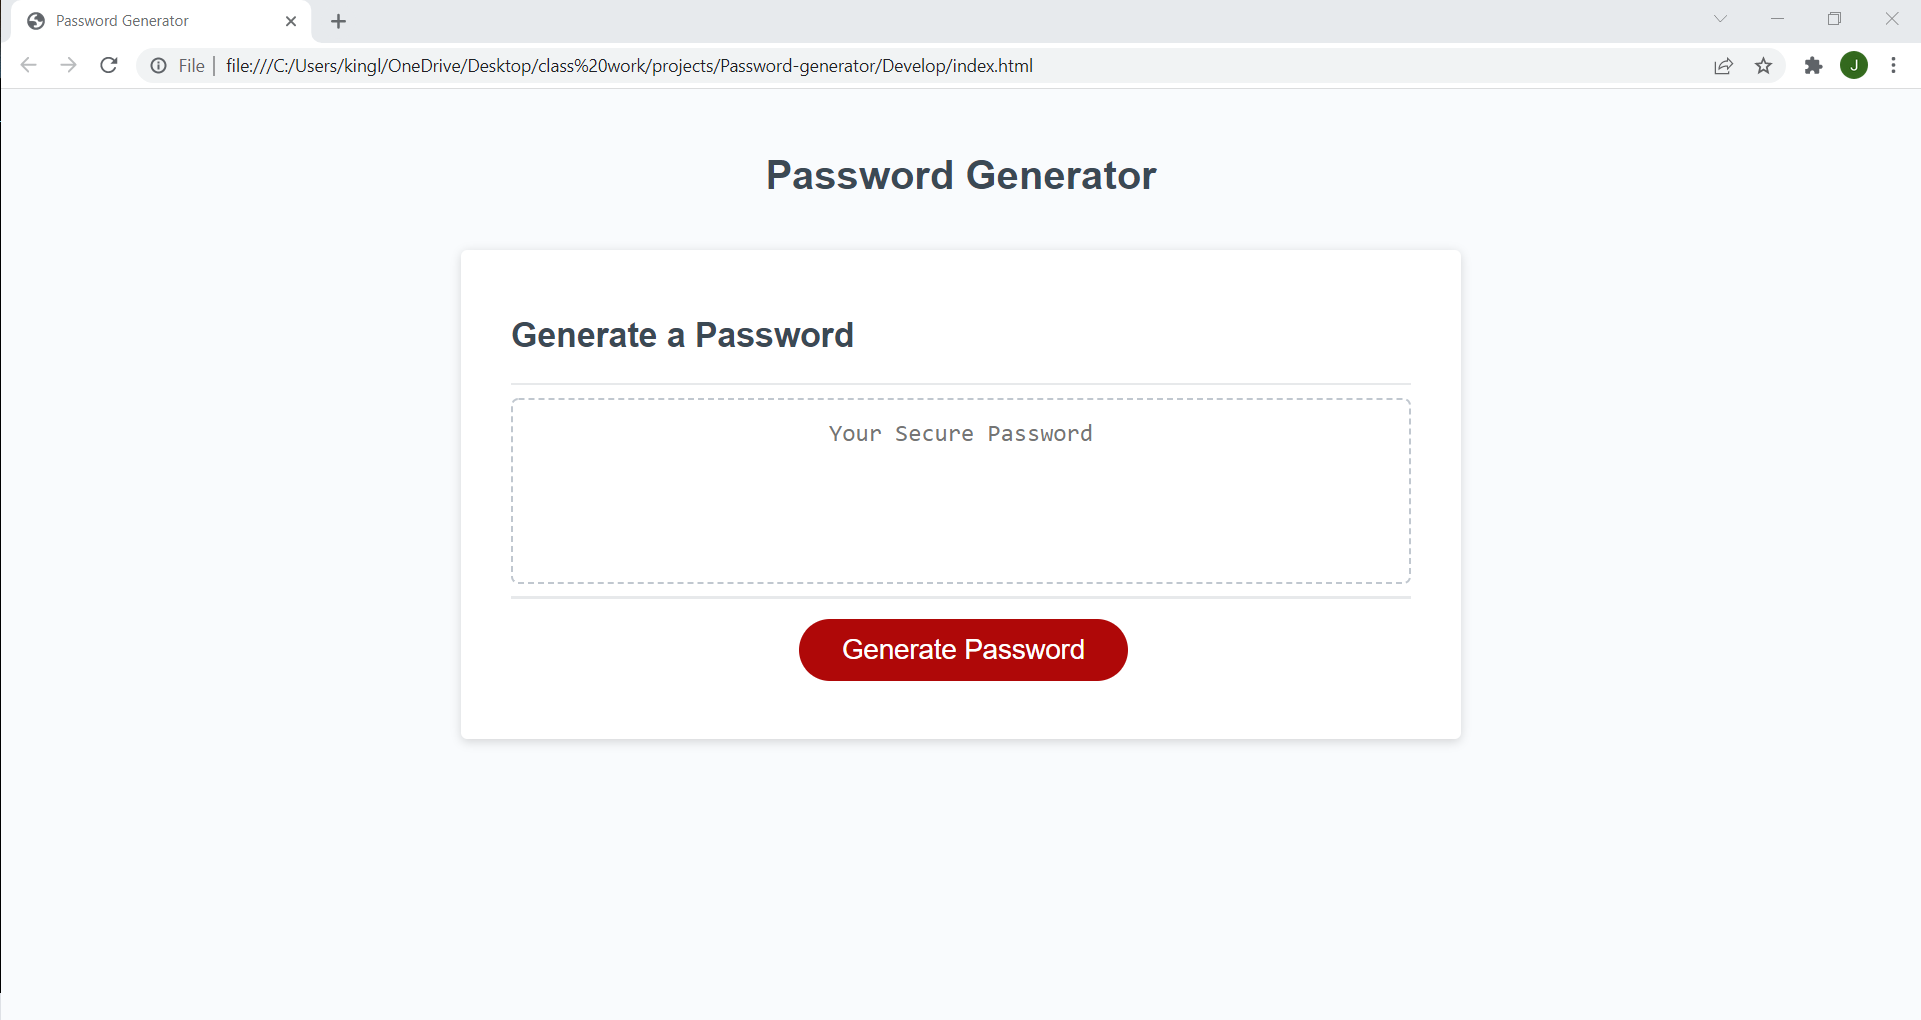 Password Generator
File
file:///C:/Users/kingl/OneDrive/Desktop/class%20work/projects/Password-generator/Develop/index.html
J
Password Generator
Generate a Password
Your Secure Password
Generate Password